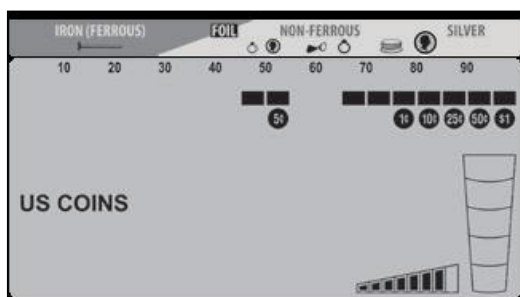 IRON (FERROUS) FOIL NON-FERROUS SILVER
10 20 30 40 50 60 70 80 90
5¢ 1¢ 10¢ 25¢ 50¢ $1
US COINS